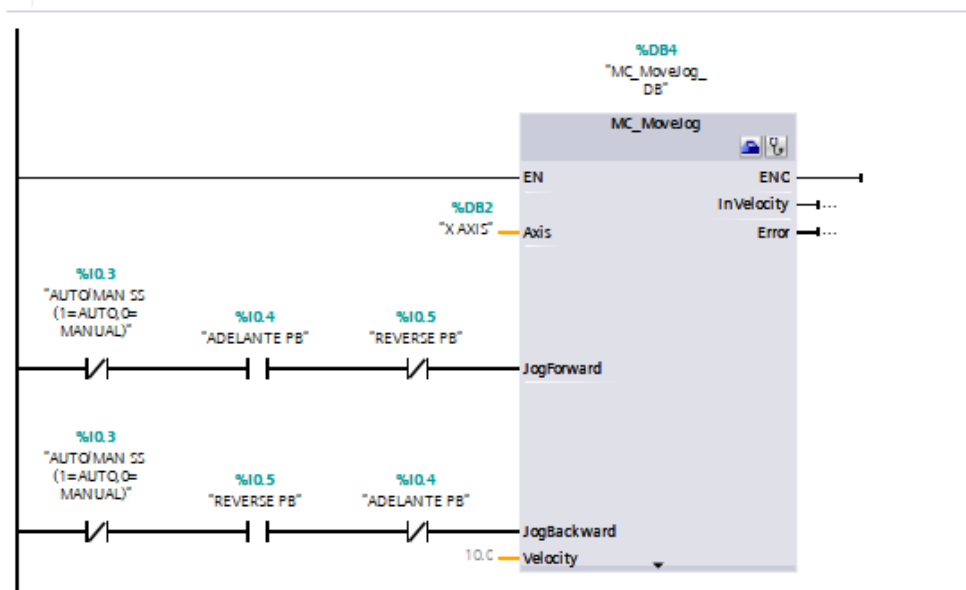 %DB4
"MC_MoveJog_
DB"
MC_MoveJog
EN
ENO
%DB2
InVelocity
"X AXIS"
Axis
Error
%I0.3
"AUTO/MAN SS
(1=AUTO,0=
MANUAL)"
%I0.4
"ADELANTE PB"
%I0.5
"REVERSE PB"
JogForward
%I0.3
"AUTO/MAN SS
(1=AUTO,0=
MANUAL)"
%I0.5
"REVERSE PB"
%I0.4
"ADELANTE PB"
JogBackward
10.0
Velocity